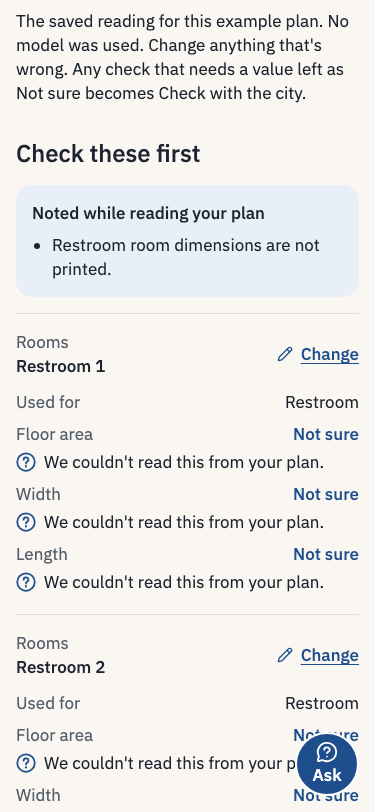 The saved reading for this example plan. No
model was used. Change anything that's
wrong. Any check that needs a value left as
Not sure becomes Check with the city.
Check these first
Noted while reading your plan
• Restroom room dimensions are not
printed.
Rooms
Restroom 1
Change
Used for
Restroom
Floor area
Not sure
? We couldn't read this from your plan.
Width
Not sure
? We couldn't read this from your plan.
Length
Not sure
? We couldn't read this from your plan.
Rooms
Restroom 2
Change
Used for
Restroom
Floor area
Not sure
? We couldn't read this from your p
Width
Not sure
? Ask